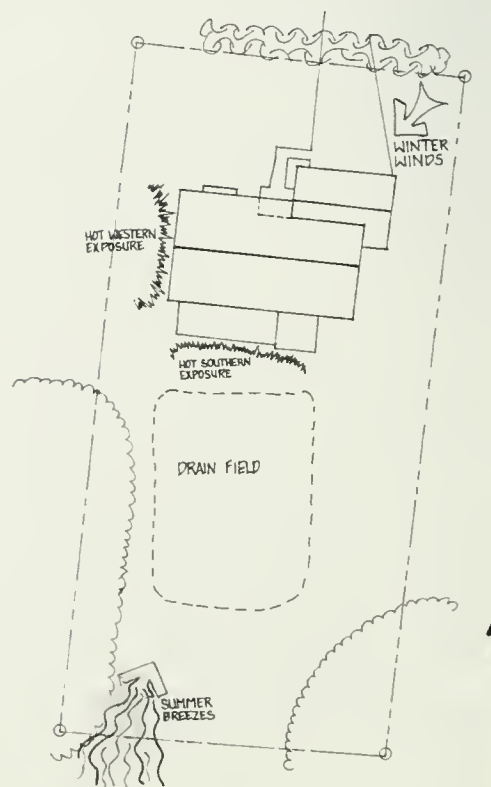 WINTER
WINDS
HOT WESTERN
EXPOSURE
HOT SOUTHERN
EXPOSURE
DRAIN FIELD
SUMMER
BREEZES